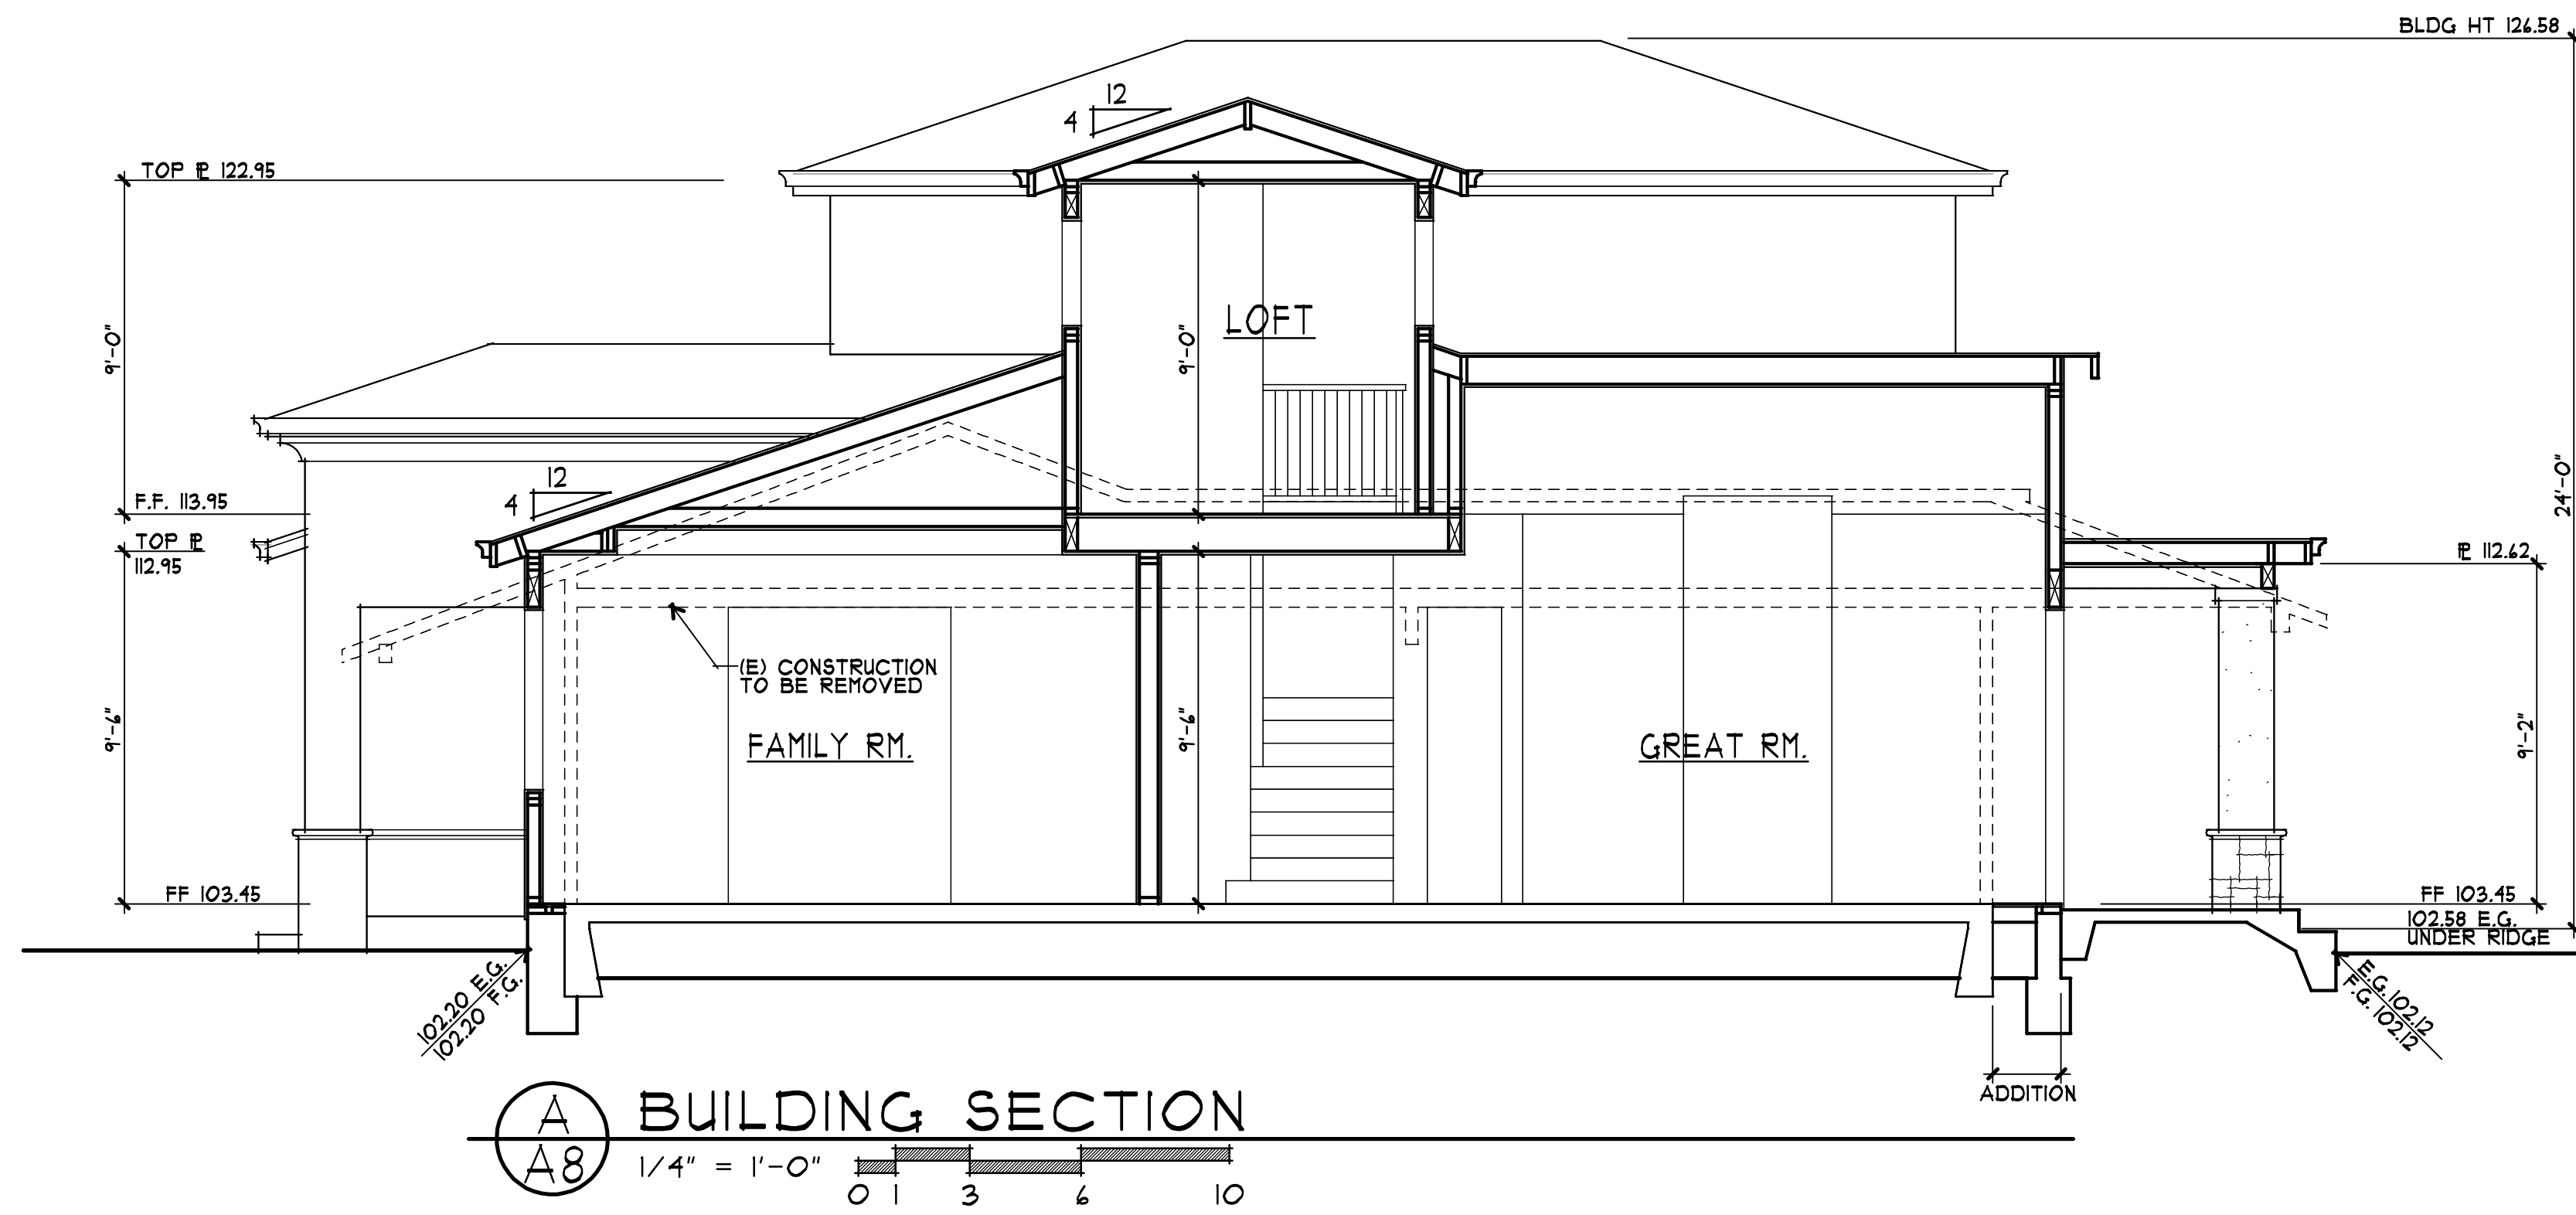 BLDG HT 126.58
12
4
TOP ⅊ 122.95
9'-0"
LOFT
9'-0"
12
4
F.F. 113.95
TOP ⅊
112.95
24'-0"
⅊ 112.62
(E) CONSTRUCTION
TO BE REMOVED
9'-6"
FAMILY RM.
9'-6"
GREAT RM.
9'-2"
FF 103.45
FF 103.45
102.58 E.G.
UNDER RIDGE
102.20 E.G.
102.20 F.G.
E.G. 102.12
F.G. 102.12
ADDITION
A
A8
BUILDING SECTION
1/4" = 1'-0"
0 1 3 6 10